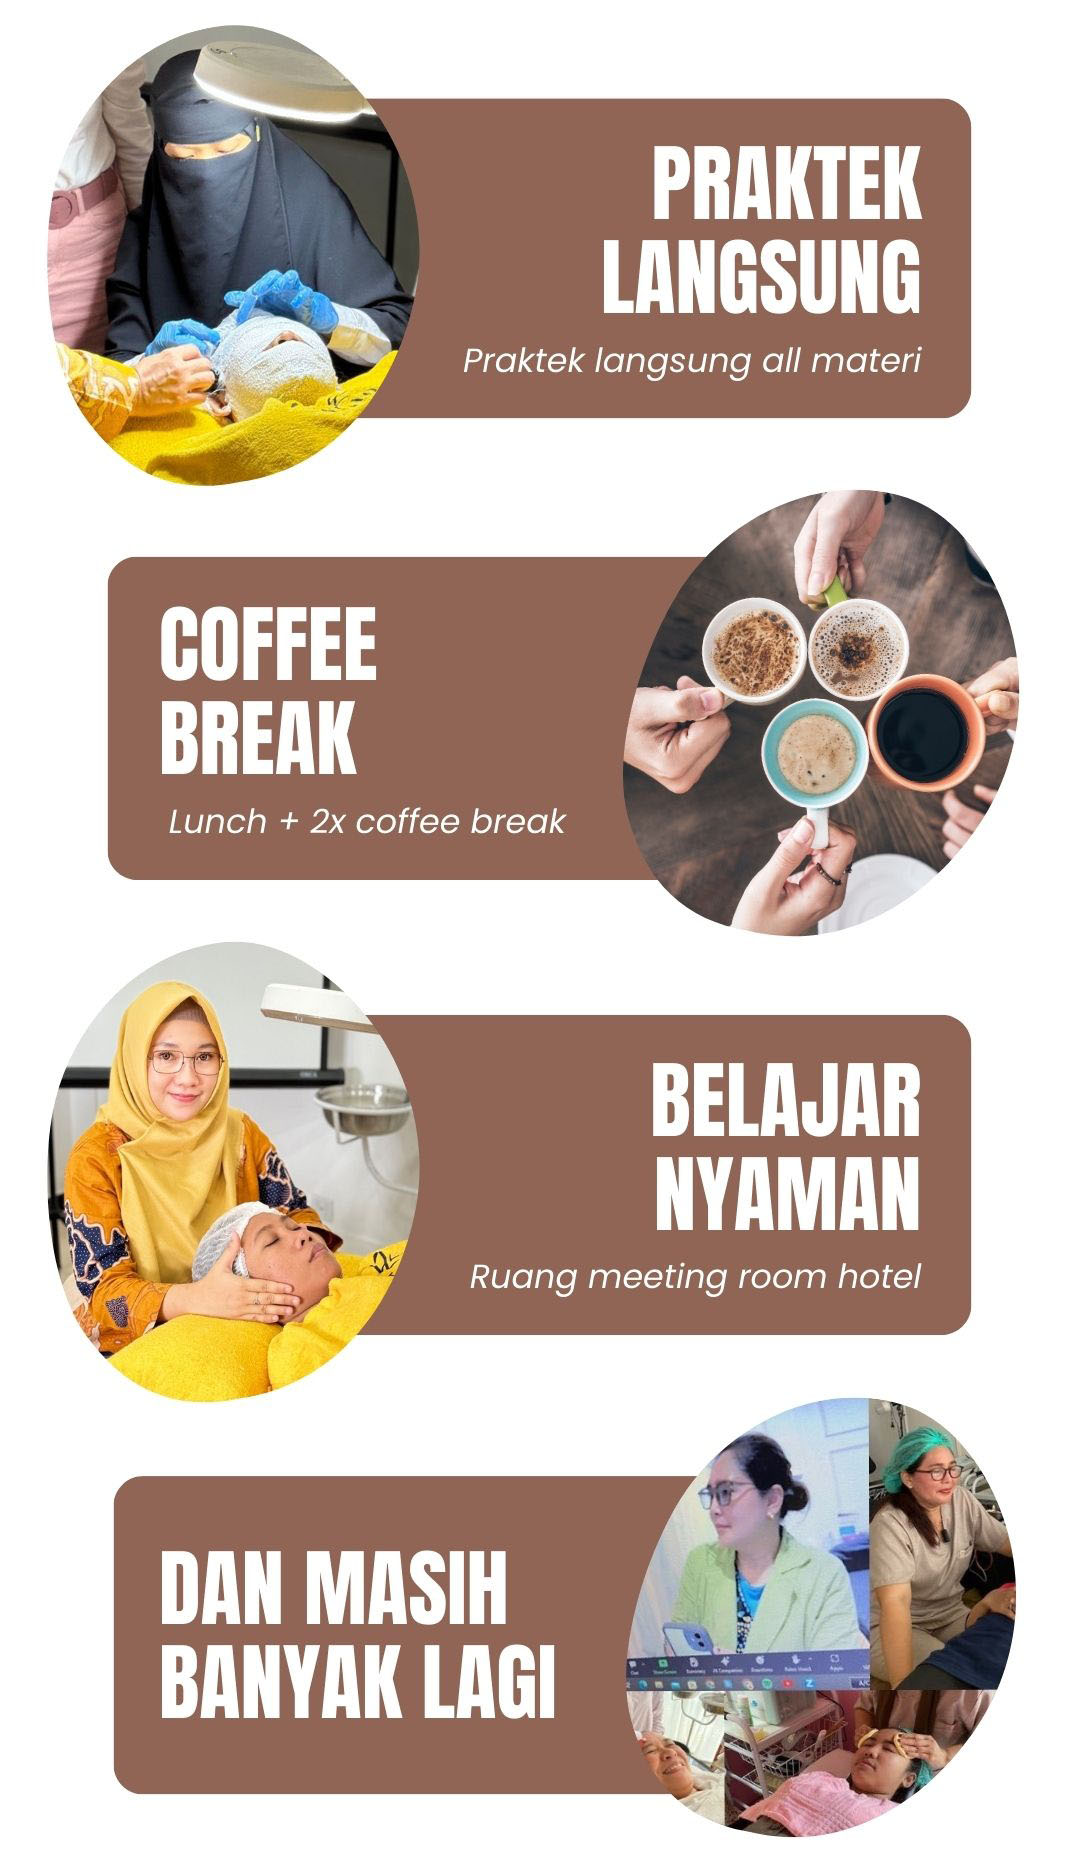 PRAKTEK
LANGSUNG
Praktek langsung all materi
COFFEE
BREAK
Lunch + 2x coffee break
BELAJAR
NYAMAN
Ruang meeting room hotel
DAN MASIH
BANYAK LAGI